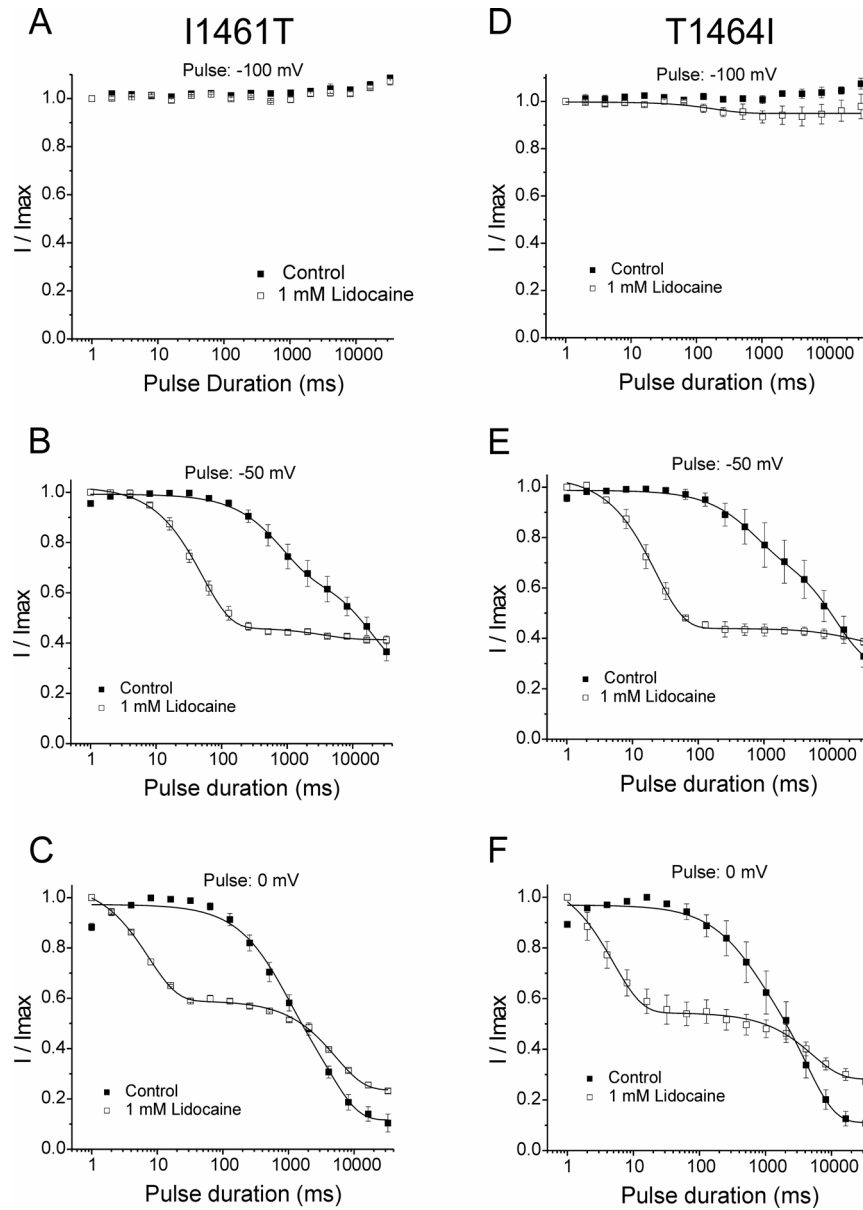 A
I1461T
Pulse: -100 mV
I / Imax
1.0
0.8
0.6
0.4
0.2
0.0
Control
1 mM Lidocaine
1 10 100 1000 10000
Pulse Duration (ms)
D
T1464I
Pulse: -100 mV
I / Imax
1.0
0.8
0.6
0.4
0.2
0.0
Control
1 mM Lidocaine
1 10 100 1000 10000
Pulse duration (ms)
B
Pulse: -50 mV
I / Imax
1.0
0.8
0.6
0.4
0.2
0.0
Control
1 mM Lidocaine
1 10 100 1000 10000
Pulse duration (ms)
E
Pulse: -50 mV
I / Imax
1.0
0.8
0.6
0.4
0.2
0.0
Control
1 mM Lidocaine
1 10 100 1000 10000
Pulse duration (ms)
C
Pulse: 0 mV
I / Imax
1.0
0.8
0.6
0.4
0.2
0.0
Control
1 mM Lidocaine
1 10 100 1000 10000
Pulse duration (ms)
F
Pulse: 0 mV
I / Imax
1.0
0.8
0.6
0.4
0.2
0.0
Control
1 mM Lidocaine
1 10 100 1000 10000
Pulse duration (ms)